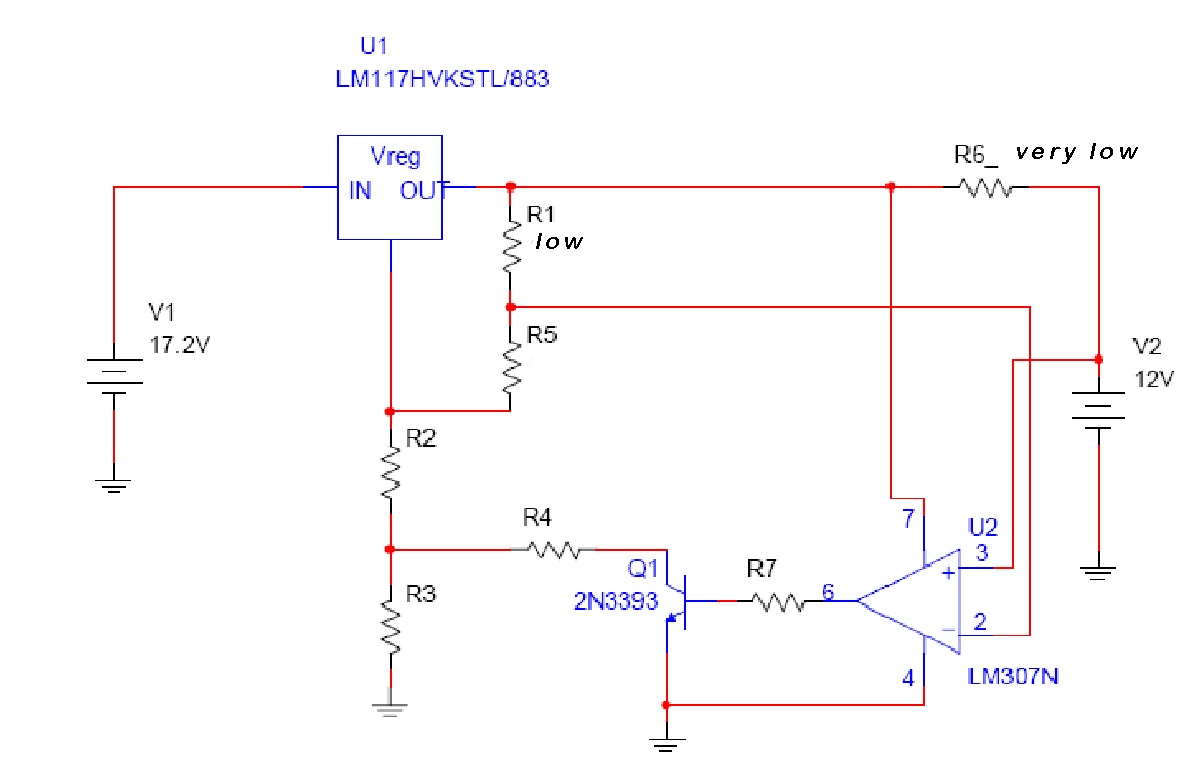 U1
LM117HVKSTL/883
Vreg
IN OUT
R6_ very low
R1
low
V1
17.2V
R5
V2
12V
R2
R4
7
U2
3
Q1
R7
+
2N3393
6
R3
2
−
4
LM307N